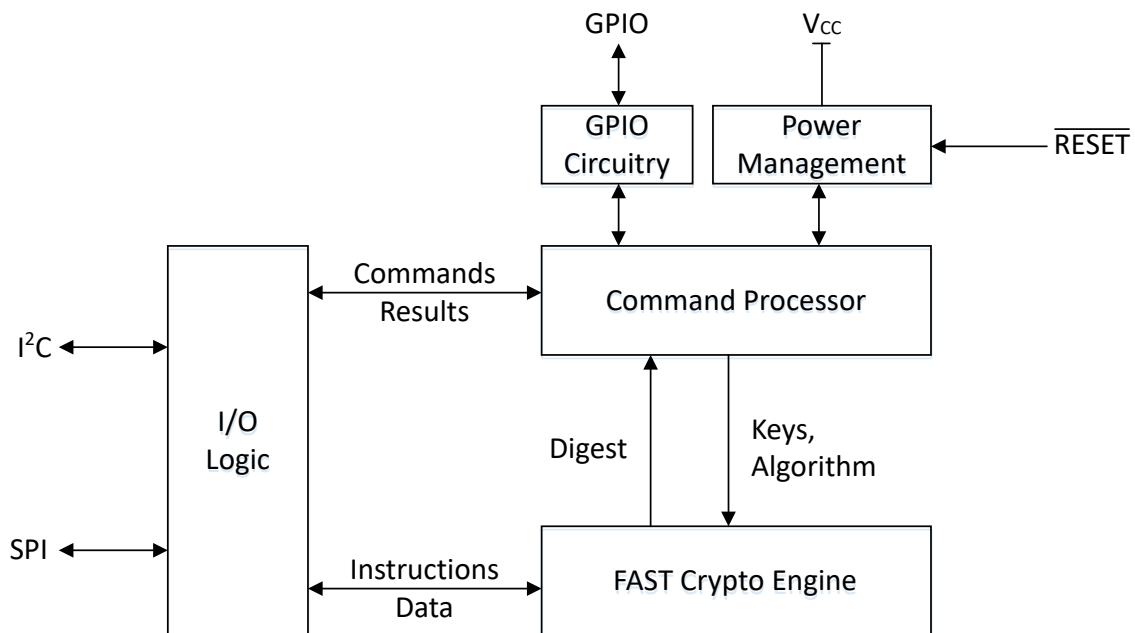 GPIO
VCC
GPIO
Circuitry
Power
Management
RESET
Commands
Results
Command Processor
I²C
I/O
Logic
Digest
Keys,
Algorithm
SPI
Instructions
Data
FAST Crypto Engine